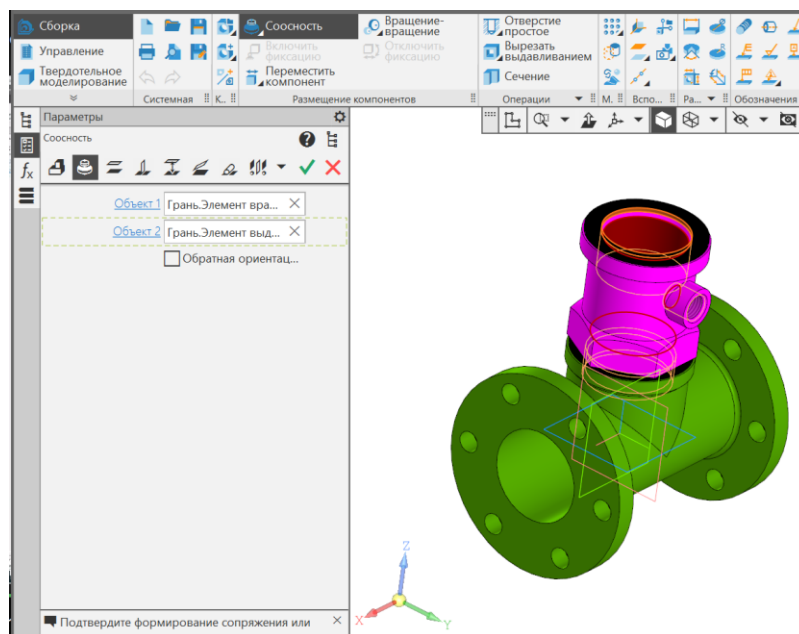 Сборка
Управление
Твердотельное
моделирование
Системная
К..
Соосность
Включить
фиксацию
Переместить
компонент
Вращение-
вращение
Отключить
фиксацию
Размещение компонентов
Отверстие
простое
Вырезать
выдавливанием
Сечение
Операции
М.
Вспо...
Ра...
Обозначения
Параметры
Соосность
?
fx
Объект 1 Грань.Элемент вра...
Объект 2 Грань.Элемент выд...
Обратная ориентац...
Z
X
Y
Подтвердите формирование сопряжения или